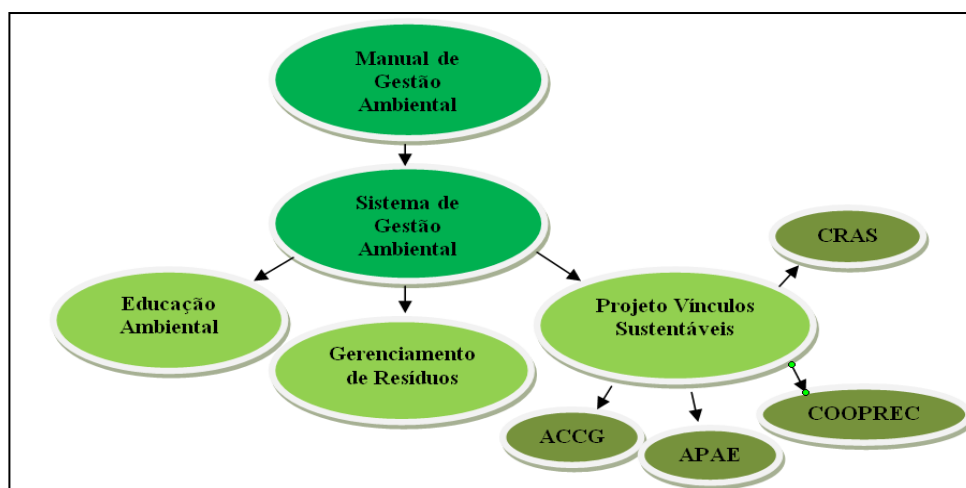 Manual de
Gestão
Ambiental
Sistema de
Gestão
Ambiental
CRAS
Educação
Ambiental
Projeto Vínculos
Sustentáveis
Gerenciamento
de Resíduos
COOPREC
ACCG
APAE